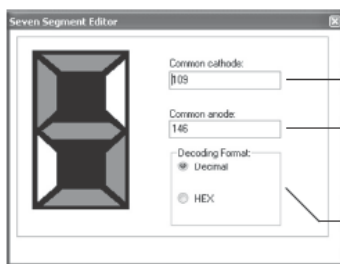 Seven Segment Editor
Common cathode:
109
Common anode:
146
Decoding Format:
Decimal
HEX